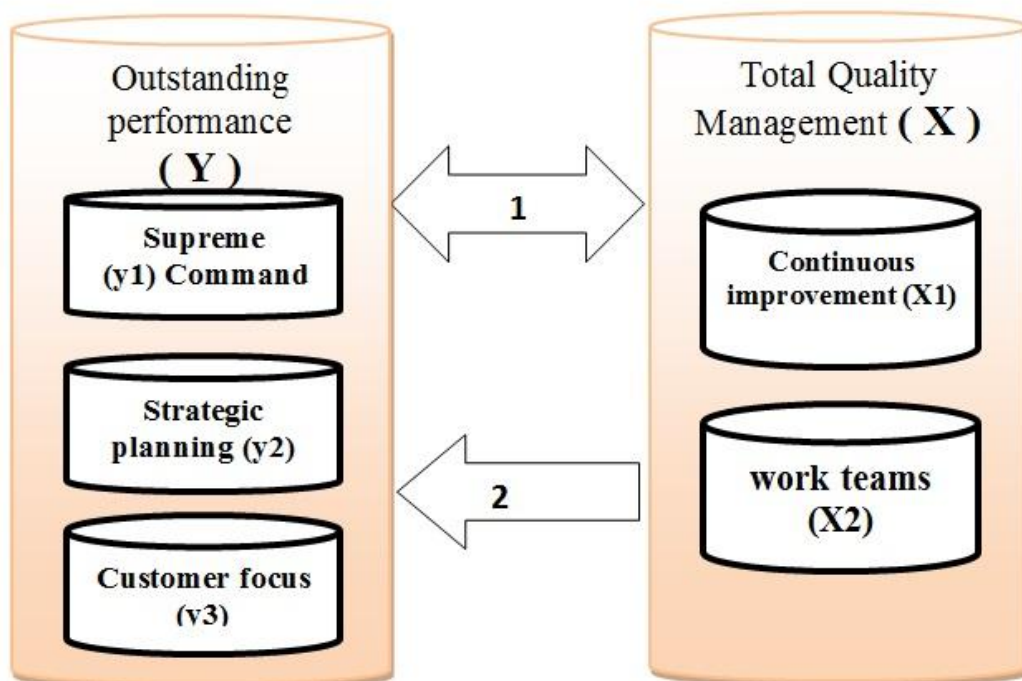 Outstanding
performance
( Y )
Supreme
(y1) Command
Strategic
planning (y2)
Customer focus
(y3)
1
2
Total Quality
Management ( X )
Continuous
improvement (X1)
work teams
(X2)